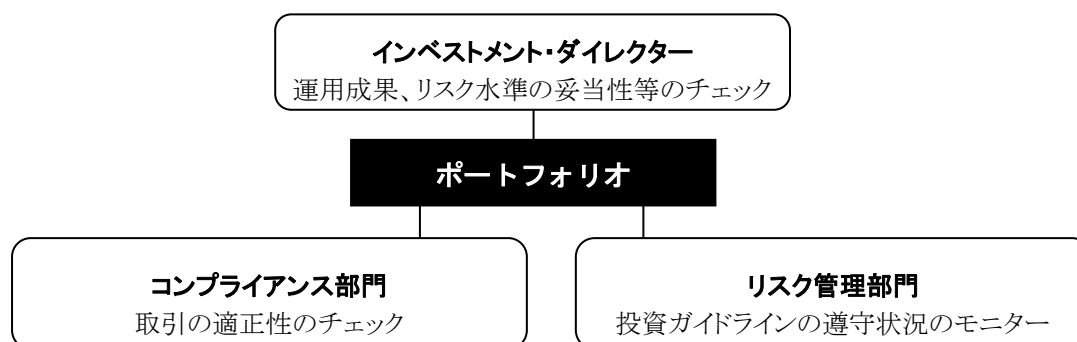 インベストメント・ダイレクター
運用成果、リスク水準の妥当性等のチェック
ポートフォリオ
コンプライアンス部門
取引の適正性のチェック
リスク管理部門
投資ガイドラインの遵守状況のモニター